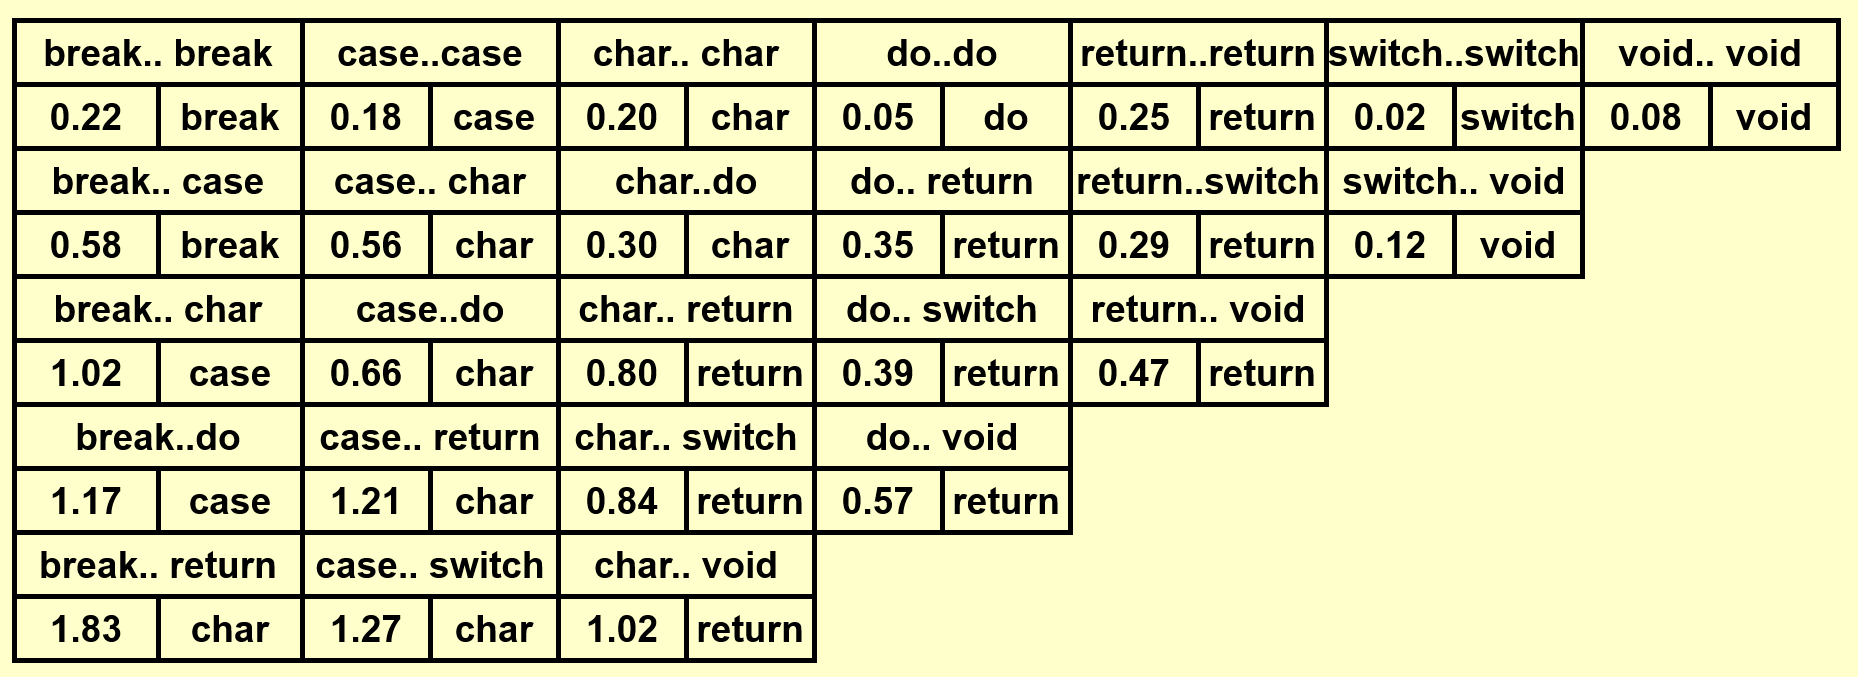 break.. break case..case char.. char do..do return..return switch..switch void.. void
0.22 break 0.18 case 0.20 char 0.05 do 0.25 return 0.02 switch 0.08 void
break.. case case.. char char..do do.. return return..switch switch.. void
0.58 break 0.56 char 0.30 char 0.35 return 0.29 return 0.12 void
break.. char case..do char.. return do.. switch return.. void
1.02 case 0.66 char 0.80 return 0.39 return 0.47 return
break..do case.. return char.. switch do.. void
1.17 case 1.21 char 0.84 return 0.57 return
break.. return case.. switch char.. void
1.83 char 1.27 char 1.02 return